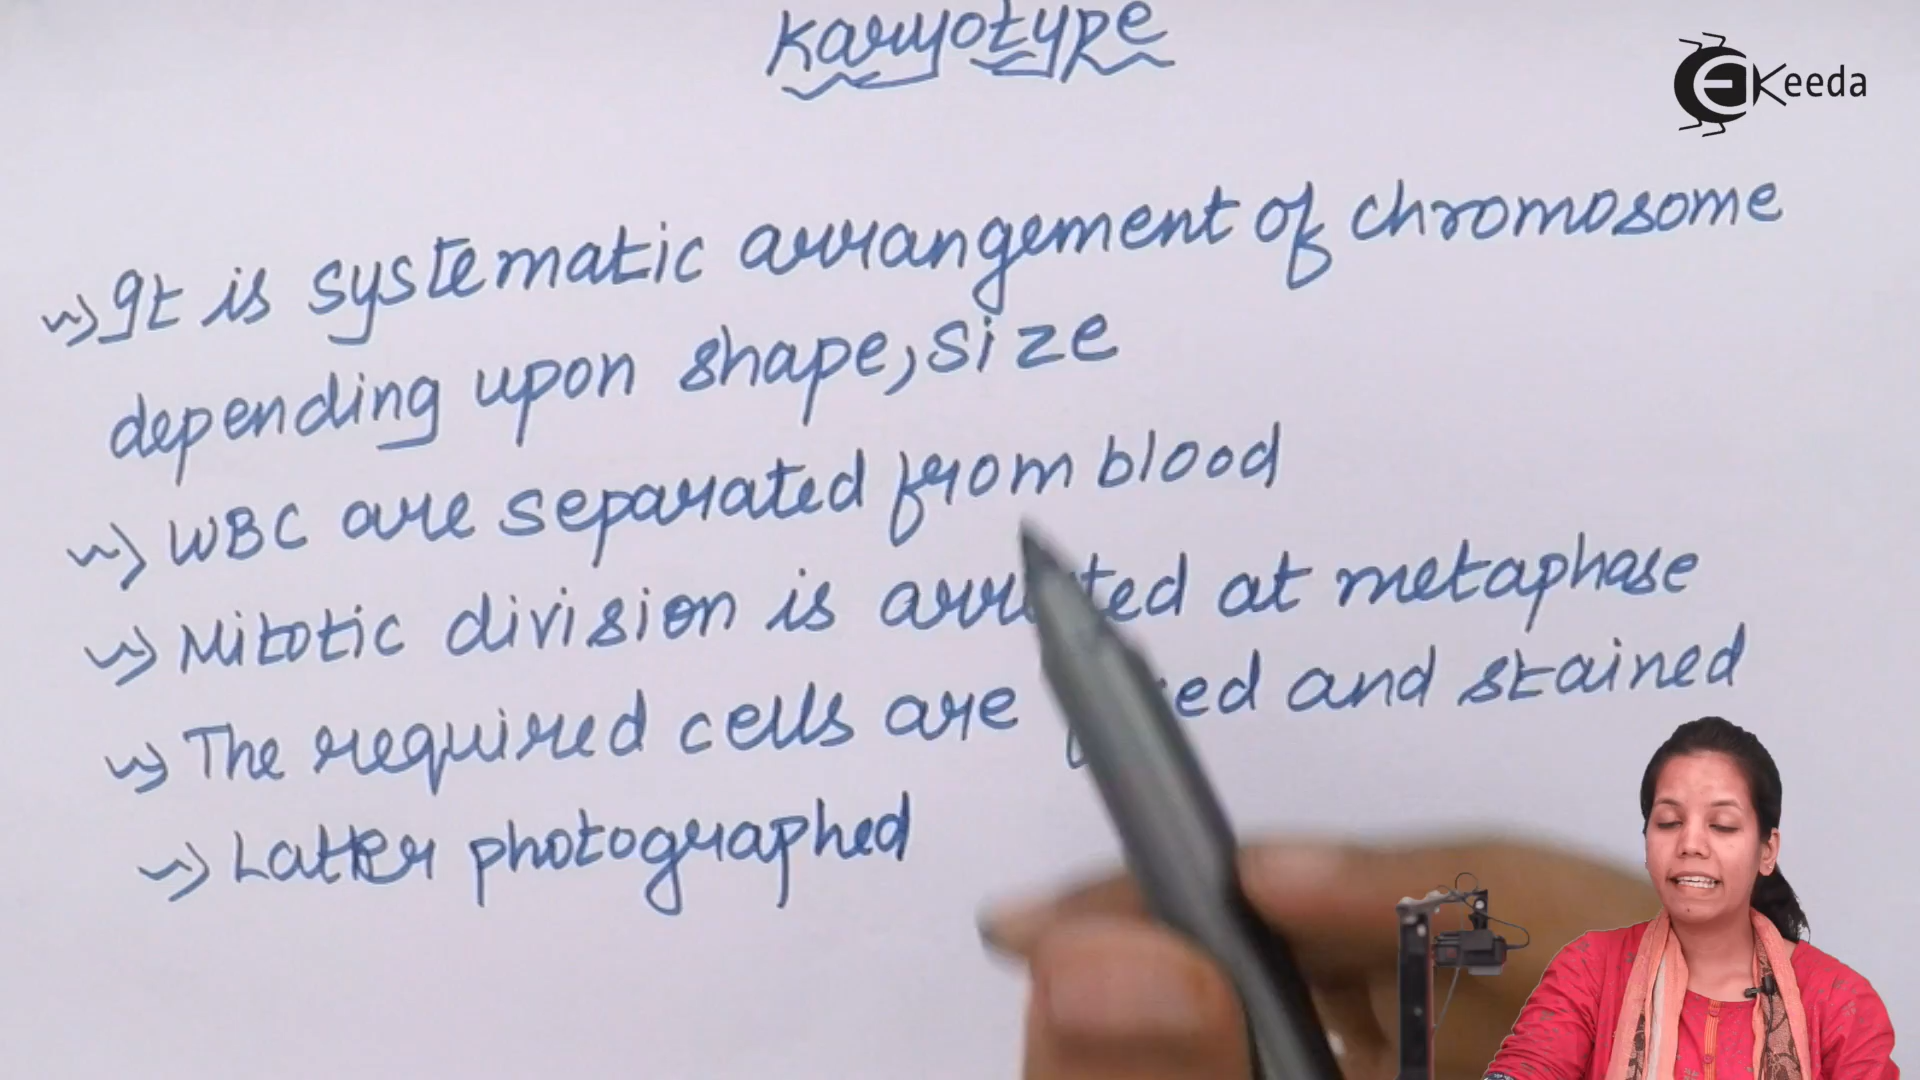 Karyotype
EKeeda
It is systematic arrangement of chromosome
depending upon shape, size
WBC are separated from blood
Mitotic division is at metaphase
The required cells are and stained
Latter photographed